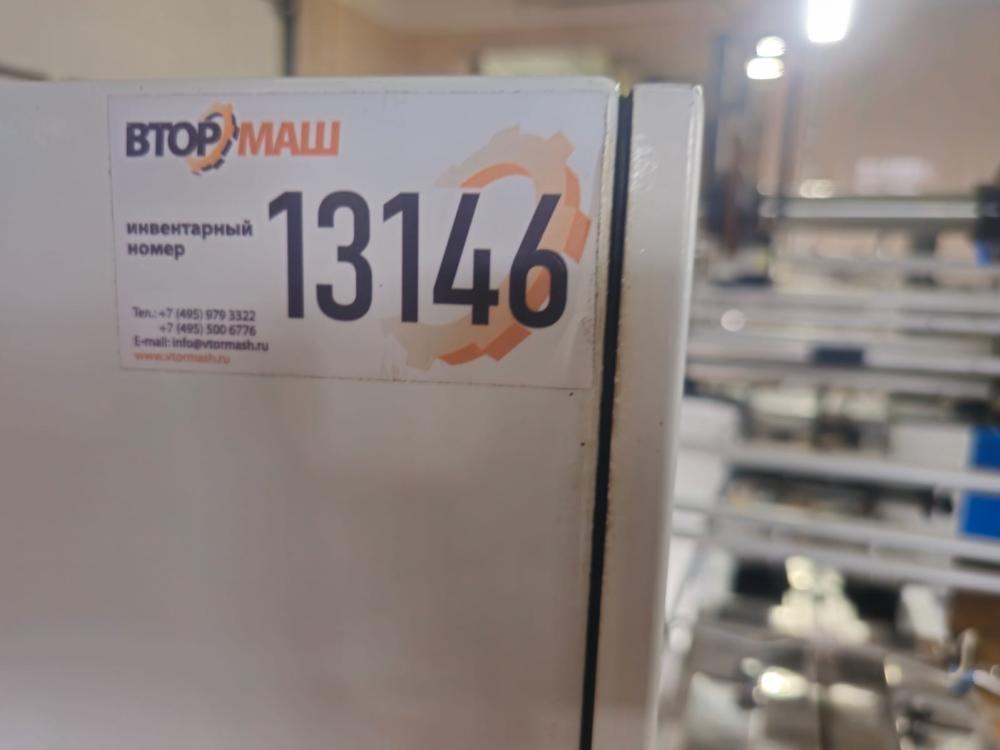 ВТОРМАШ
инвентарный
номер
13146
Тел.: +7 (495) 979 3322
+7 (495) 500 6776
E-mail: info@vtormash.ru
www.vtormash.ru